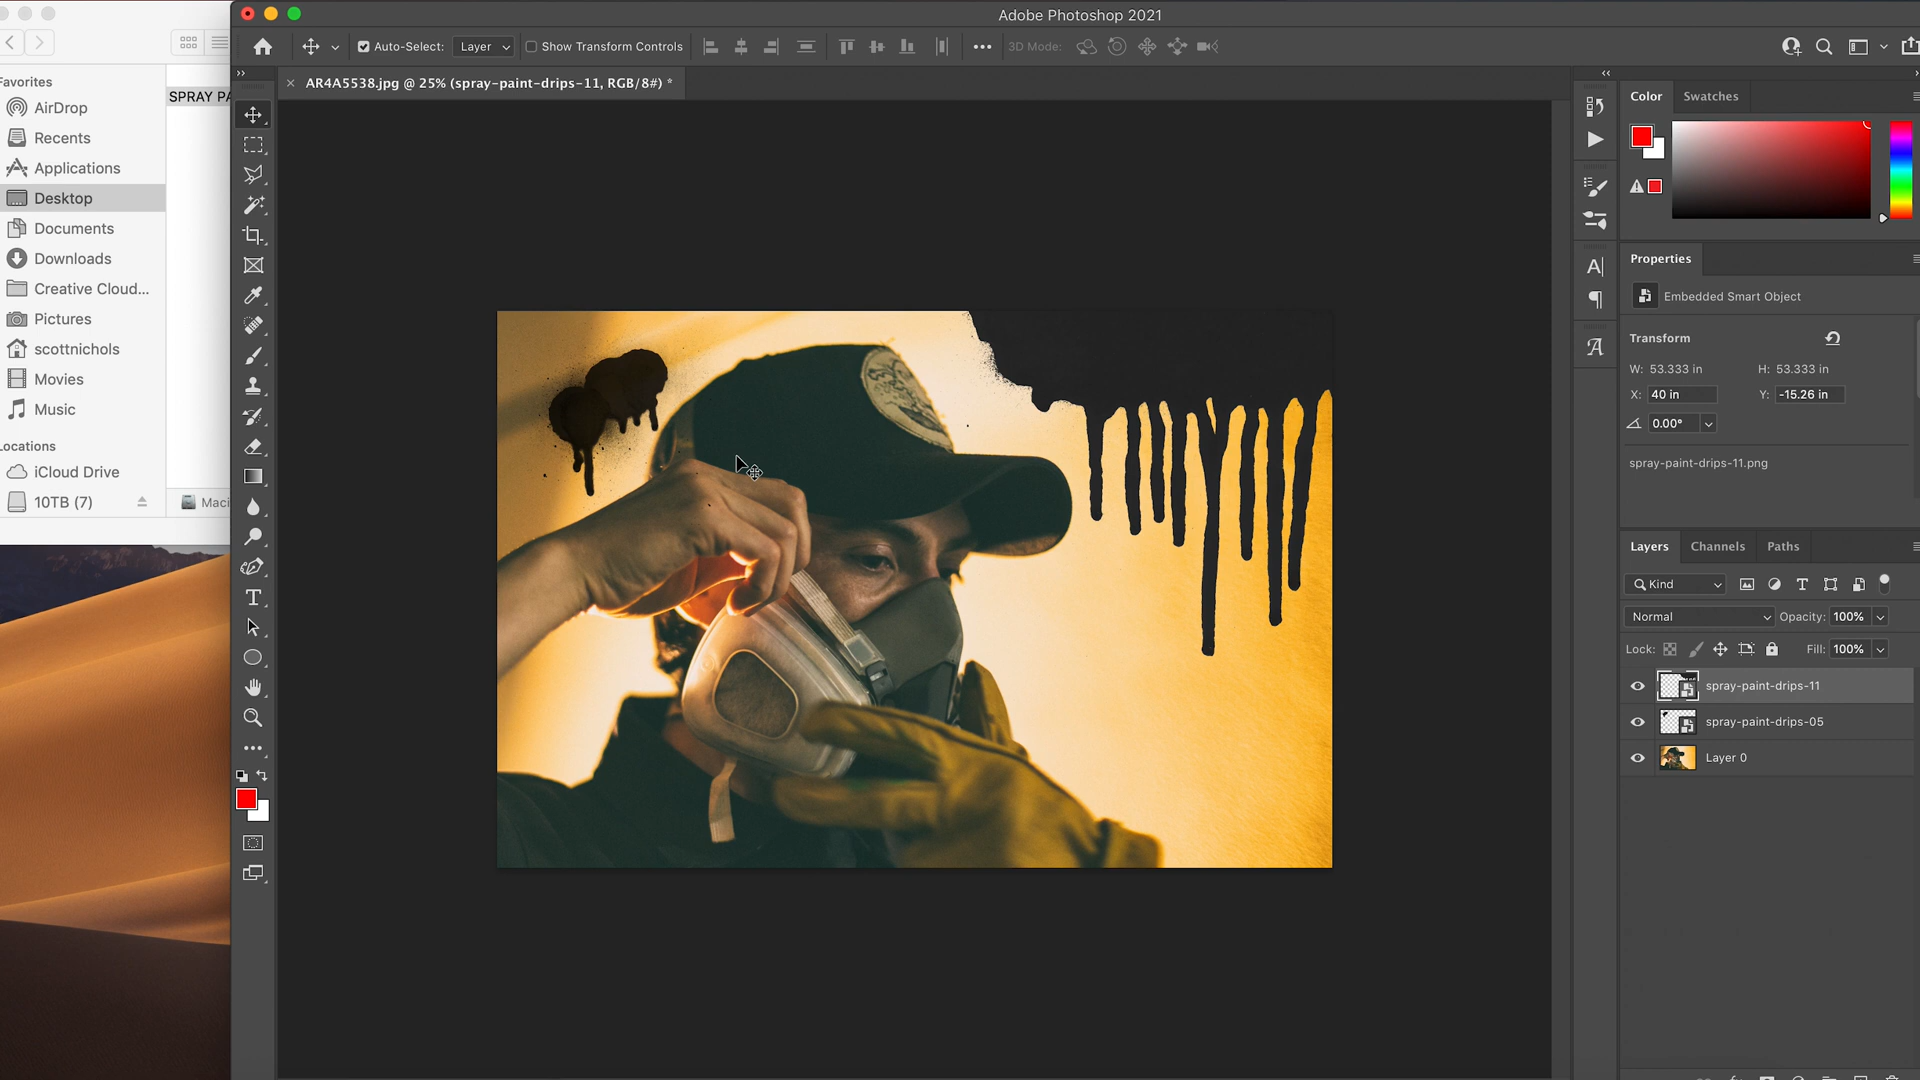 Adobe Photoshop 2021
Auto-Select: Layer Show Transform Controls 3D Mode:
AR4A5538.jpg @ 25% (spray-paint-drips-11, RGB/8#) *
Favorites
AirDrop
Recents
Applications
Desktop
Documents
Downloads
Creative Cloud...
Pictures
scottnichols
Movies
Music
Locations
iCloud Drive
10TB (7)
SPRAY PA
Maci
Color Swatches
Properties
Embedded Smart Object
Transform
W: 53.333 in H: 53.333 in
X: 40 in Y: -15.26 in
0.00°
spray-paint-drips-11.png
Layers Channels Paths
Kind
Normal Opacity: 100%
Lock: Fill: 100%
spray-paint-drips-11
spray-paint-drips-05
Layer 0